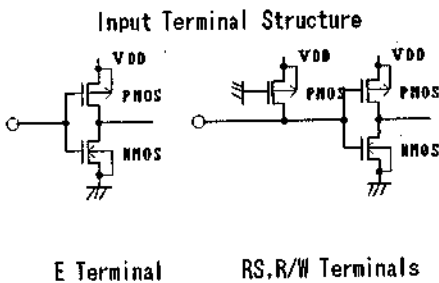 Input Terminal Structure
VDD
PMOS
NMOS
VDD
PMOS
VDD
PMOS
NMOS
E Terminal
RS,R/W Terminals